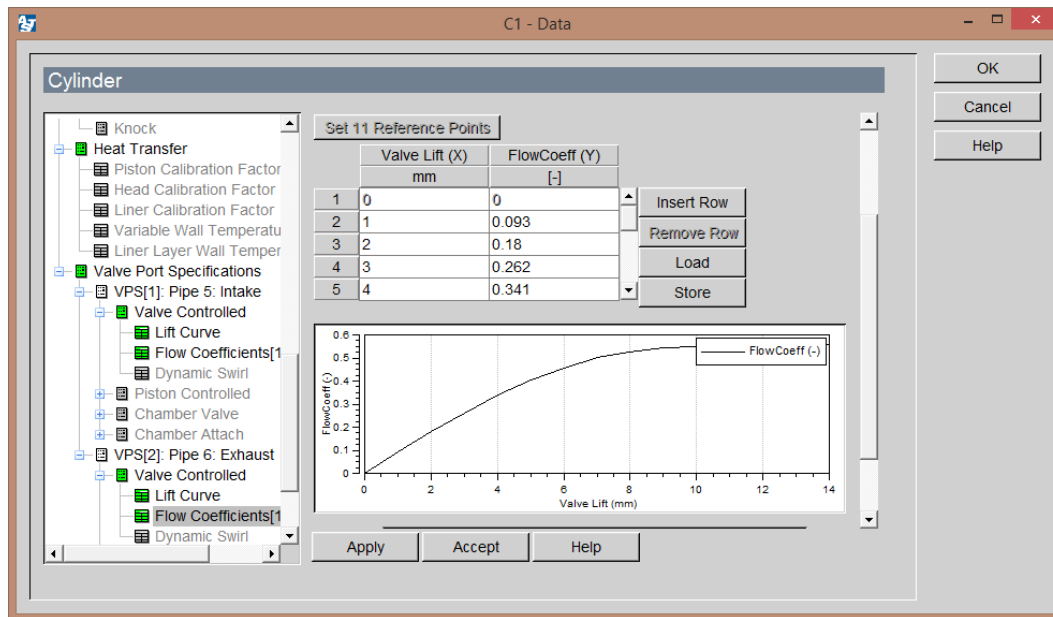 C1 - Data
OK
Cancel
Help
Cylinder
Knock
Heat Transfer
Piston Calibration Factor
Head Calibration Factor
Liner Calibration Factor
Variable Wall Temperatu
Liner Layer Wall Temper
Valve Port Specifications
VPS[1]: Pipe 5: Intake
Valve Controlled
Lift Curve
Flow Coefficients[1
Dynamic Swirl
Piston Controlled
Chamber Valve
Chamber Attach
VPS[2]: Pipe 6: Exhaust
Valve Controlled
Lift Curve
Flow Coefficients[1
Dynamic Swirl
Set 11 Reference Points
Valve Lift (X) FlowCoeff (Y)
mm [-]
1 0 0
2 1 0.093
3 2 0.18
4 3 0.262
5 4 0.341
Insert Row
Remove Row
Load
Store
FlowCoeff (-)
0.6
0.5
0.4
0.3
0.2
0.1
0
FlowCoeff (-)
0 2 4 6 8 10 12 14
Valve Lift (mm)
Apply Accept Help